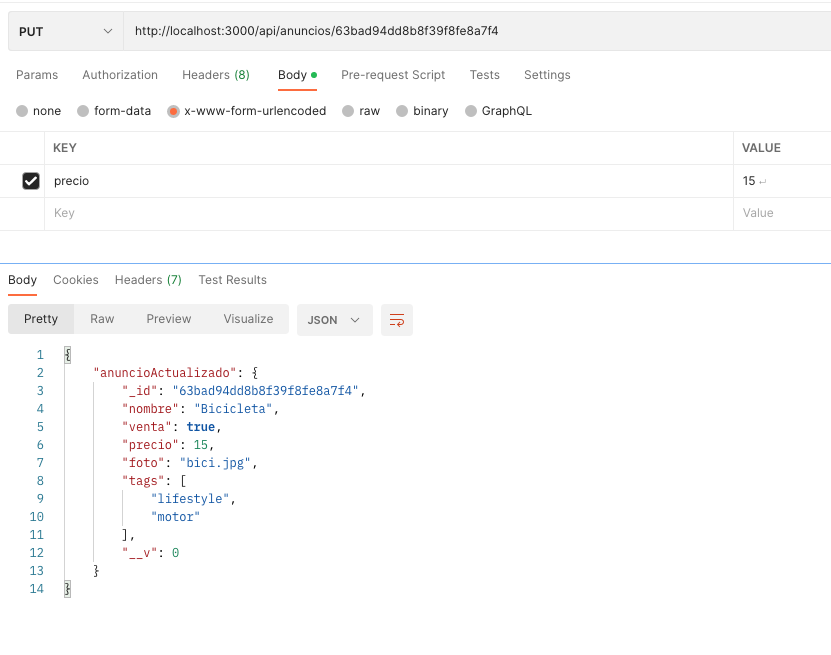 PUT http://localhost:3000/api/anuncios/63bad94dd8b8f39f8fe8a7f4
Params Authorization Headers (8) Body Pre-request Script Tests Settings
none form-data x-www-form-urlencoded raw binary GraphQL
KEY VALUE
precio 15
Key Value
Body Cookies Headers (7) Test Results
Pretty Raw Preview Visualize JSON
1 {
2 "anuncioActualizado": {
3 "_id": "63bad94dd8b8f39f8fe8a7f4",
4 "nombre": "Bicicleta",
5 "venta": true,
6 "precio": 15,
7 "foto": "bici.jpg",
8 "tags": [
9 "lifestyle",
10 "motor"
11 ],
12 "__v": 0
13 }
14 }